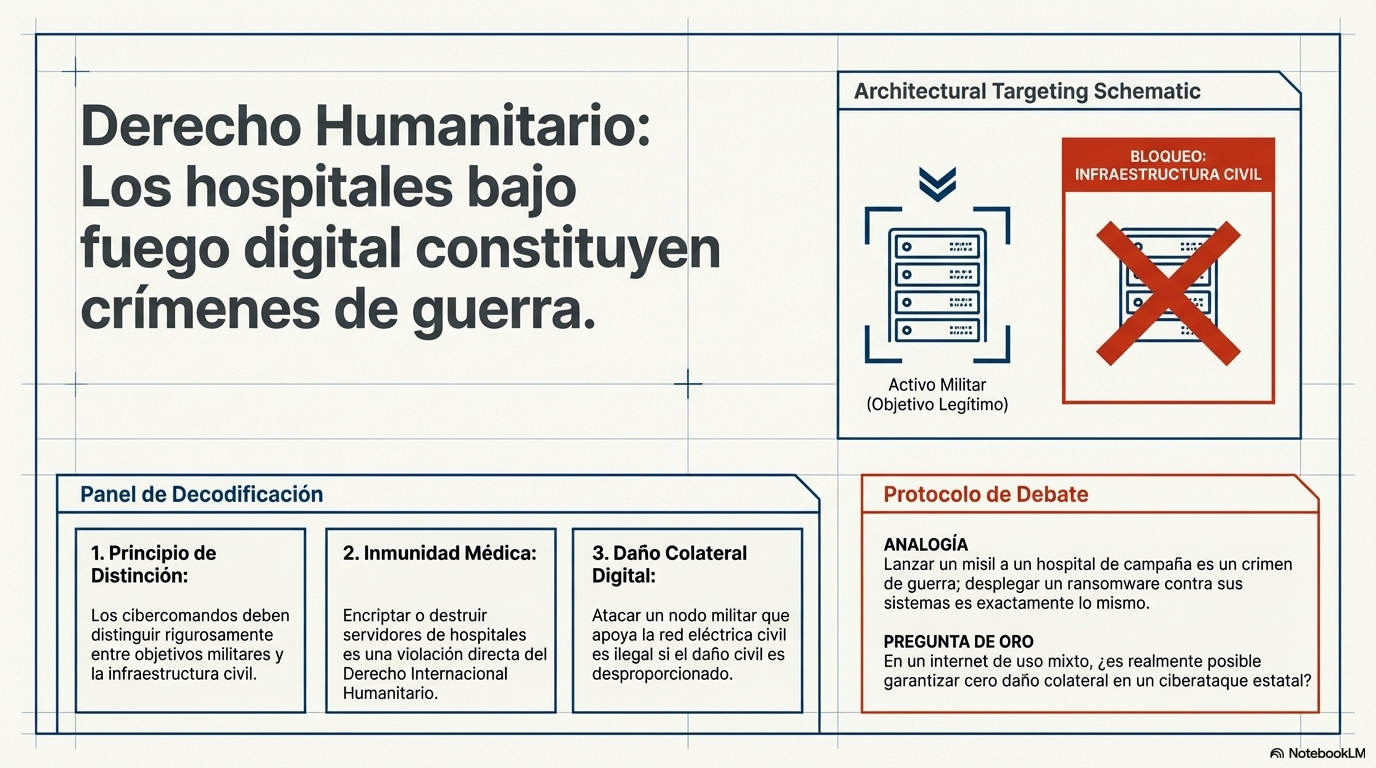 Derecho Humanitario:
Los hospitales bajo
fuego digital constituyen
crímenes de guerra.
Architectural Targeting Schematic
Activo Militar
(Objetivo Legítimo)
BLOQUEO:
INFRAESTRUCTURA CIVIL
Panel de Decodificación
1. Principio de
Distinción:
Los cibercomandos deben
distinguir rigurosamente
entre objetivos militares y
la infraestructura civil.
2. Inmunidad Médica:
Encriptar o destruir
servidores de hospitales
es una violación directa del
Derecho Internacional
Humanitario.
3. Daño Colateral
Digital:
Atacar un nodo militar que
apoya la red eléctrica civil
es ilegal si el daño civil es
desproporcionado.
Protocolo de Debate
ANALOGÍA
Lanzar un misil a un hospital de campaña es un crimen
de guerra; desplegar un ransomware contra sus
sistemas es exactamente lo mismo.
PREGUNTA DE ORO
En un internet de uso mixto, ¿es realmente posible
garantizar cero daño colateral en un ciberataque estatal?
NotebookLM